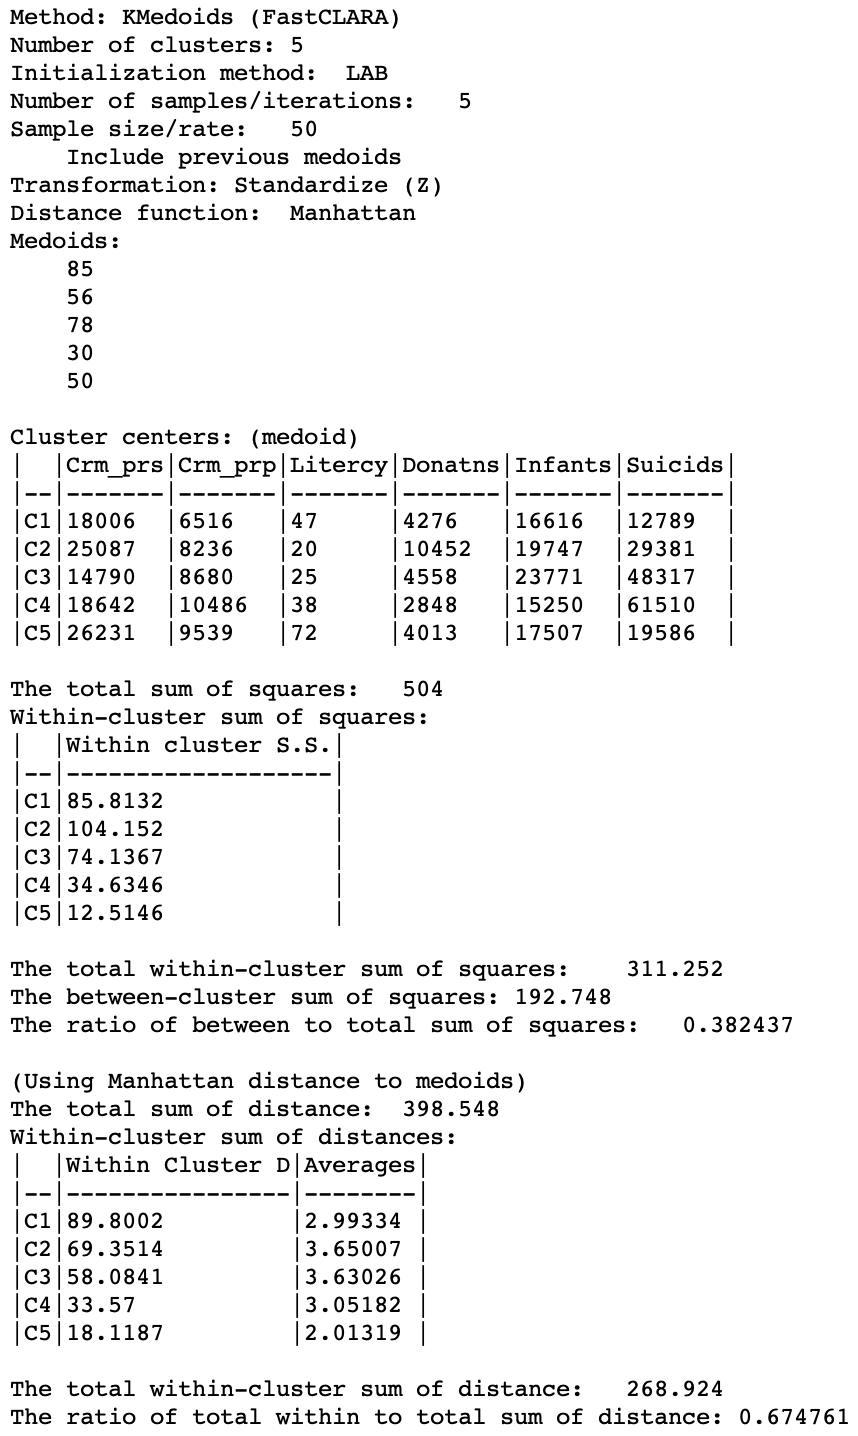 Method: KMedoids (FastCLARA)
Number of clusters: 5
Initialization method:  LAB
Number of samples/iterations:   5
Sample size/rate:   50
    Include previous medoids
Transformation: Standardize (Z)
Distance function:  Manhattan
Medoids:
    85
    56
    78
    30
    50

Cluster centers: (medoid)
|  |Crm_prs|Crm_prp|Litercy|Donatns|Infants|Suicids|
|--|-------|-------|-------|-------|-------|-------|
|C1|18006  |6516   |47     |4276   |16616  |12789  |
|C2|25087  |8236   |20     |10452  |19747  |29381  |
|C3|14790  |8680   |25     |4558   |23771  |48317  |
|C4|18642  |10486  |38     |2848   |15250  |61510  |
|C5|26231  |9539   |72     |4013   |17507  |19586  |

The total sum of squares:   504
Within-cluster sum of squares:
|  |Within cluster S.S.|
|--|-------------------|
|C1|85.8132            |
|C2|104.152            |
|C3|74.1367            |
|C4|34.6346            |
|C5|12.5146            |

The total within-cluster sum of squares:    311.252
The between-cluster sum of squares: 192.748
The ratio of between to total sum of squares:   0.382437

(Using Manhattan distance to medoids)
The total sum of distance:  398.548
Within-cluster sum of distances:
|  |Within Cluster D|Averages|
|--|----------------|--------|
|C1|89.8002         |2.99334 |
|C2|69.3514         |3.65007 |
|C3|58.0841         |3.63026 |
|C4|33.57           |3.05182 |
|C5|18.1187         |2.01319 |

The total within-cluster sum of distance:   268.924
The ratio of total within to total sum of distance: 0.674761